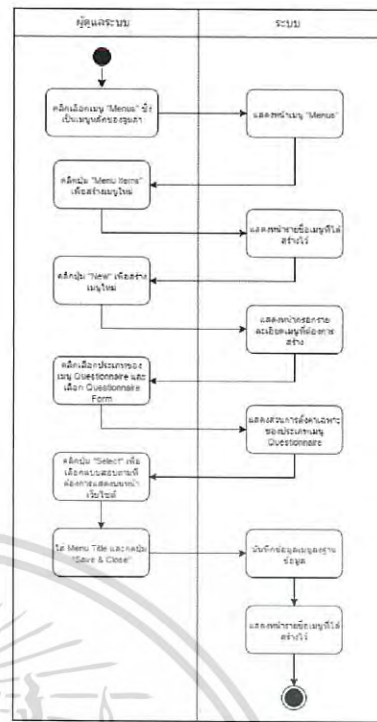 ผู้ดูแลระบบ
ระบบ
คลิกเลือกเมนู "Menus" ซึ่ง
เป็นเมนูหลักของจูมลา
แสดงหน้าเมนู "Menus"
คลิกปุ่ม "Menu Items"
เพื่อสร้างเมนูใหม่
แสดงหน้ารายชื่อเมนูที่ได้
สร้างไว้
คลิกปุ่ม "New" เพื่อสร้าง
เมนูใหม่
แสดงหน้ากรอกราย
ละเอียดเมนูที่ต้องการ
สร้าง
คลิกเลือกประเภทของ
เมนู Questionnaire และ
เลือก Questionnaire
Form
แสดงส่วนการตั้งค่าเฉพาะ
ของประเภทเมนู
Questionnaire
คลิกปุ่ม "Select" เพื่อ
เลือกแบบสอบถามที่
ต้องการแสดงบนหน้า
เว็บไซต์
ใส่ Menu Title และกดปุ่ม
"Save & Close"
บันทึกข้อมูลเมนูลงฐาน
ข้อมูล
แสดงหน้ารายชื่อเมนูที่ได้
สร้างไว้